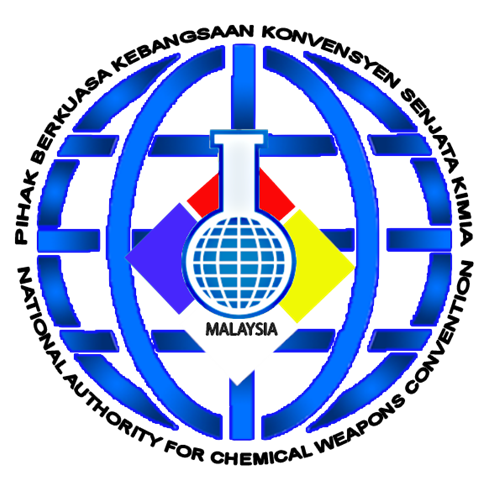 PIHAK BERKUASA KEBANGSAAN KONVENSYEN SENJATA KIMIA
MALAYSIA
NATIONAL AUTHORITY FOR CHEMICAL WEAPONS CONVENTION